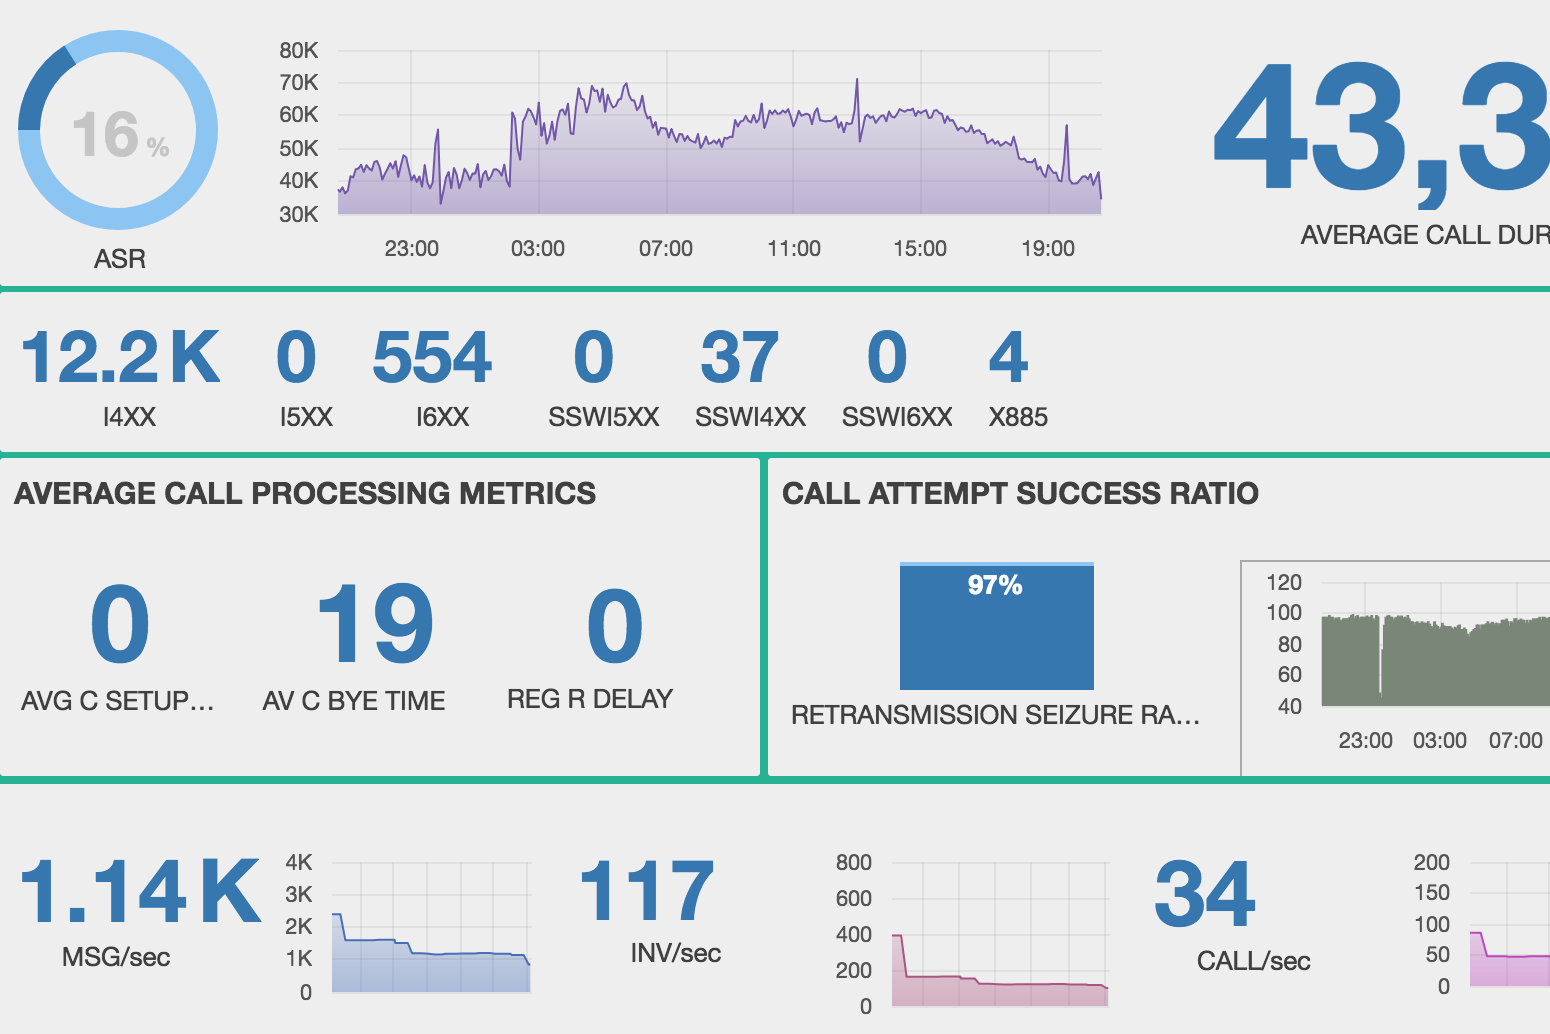 16 %
ASR
80K
70K
60K
50K
40K
30K
23:00 03:00 07:00 11:00 15:00 19:00
43,3
AVERAGE CALL DUR
12.2 K 0 554 0 37 0 4
I4XX I5XX I6XX SSWI5XX SSWI4XX SSWI6XX X885
AVERAGE CALL PROCESSING METRICS
0 19 0
AVG C SETUP... AV C BYE TIME REG R DELAY
CALL ATTEMPT SUCCESS RATIO
97%
RETRANSMISSION SEIZURE RA...
120
100
80
60
40
23:00 03:00 07:00
1.14 K
MSG/sec
4K
3K
2K
1K
0
117
INV/sec
800
600
400
200
0
34
CALL/sec
200
150
100
50
0